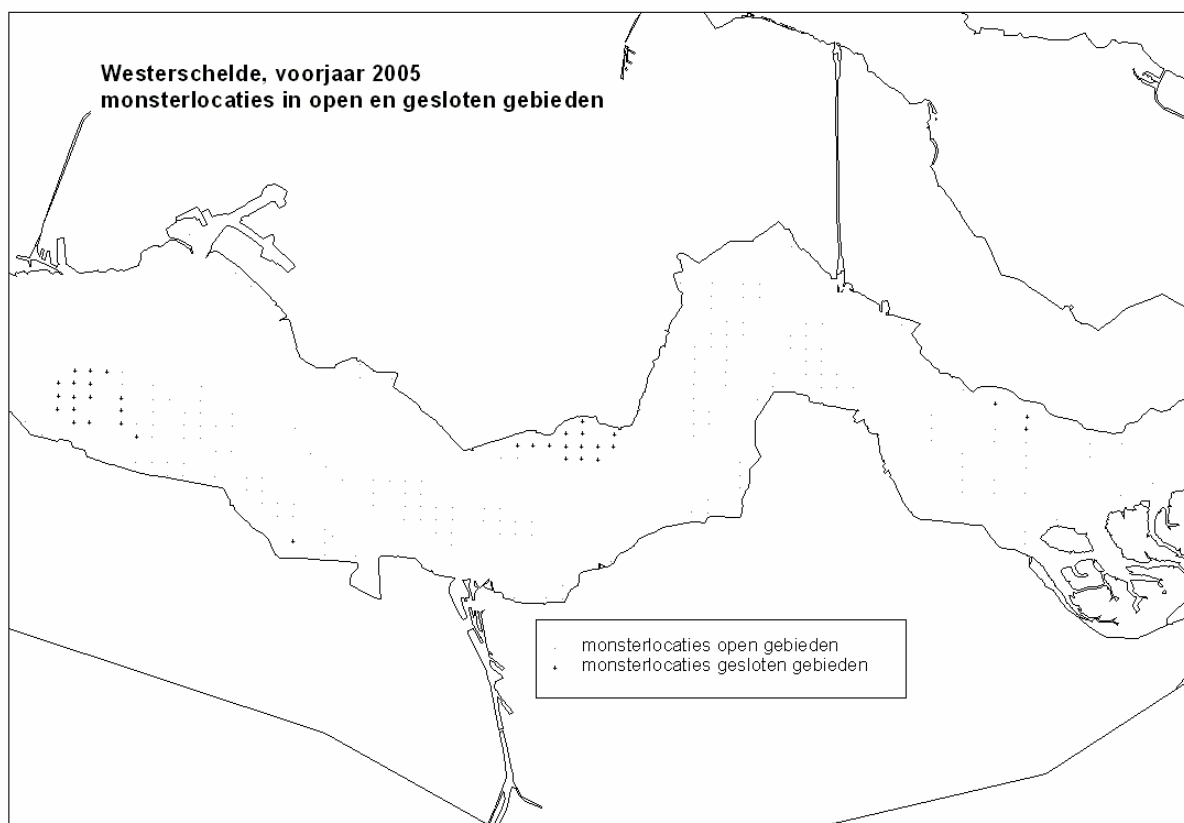 Westerschelde, voorjaar 2005
monsterlocaties in open en gesloten gebieden
monsterlocaties open gebieden
monsterlocaties gesloten gebieden